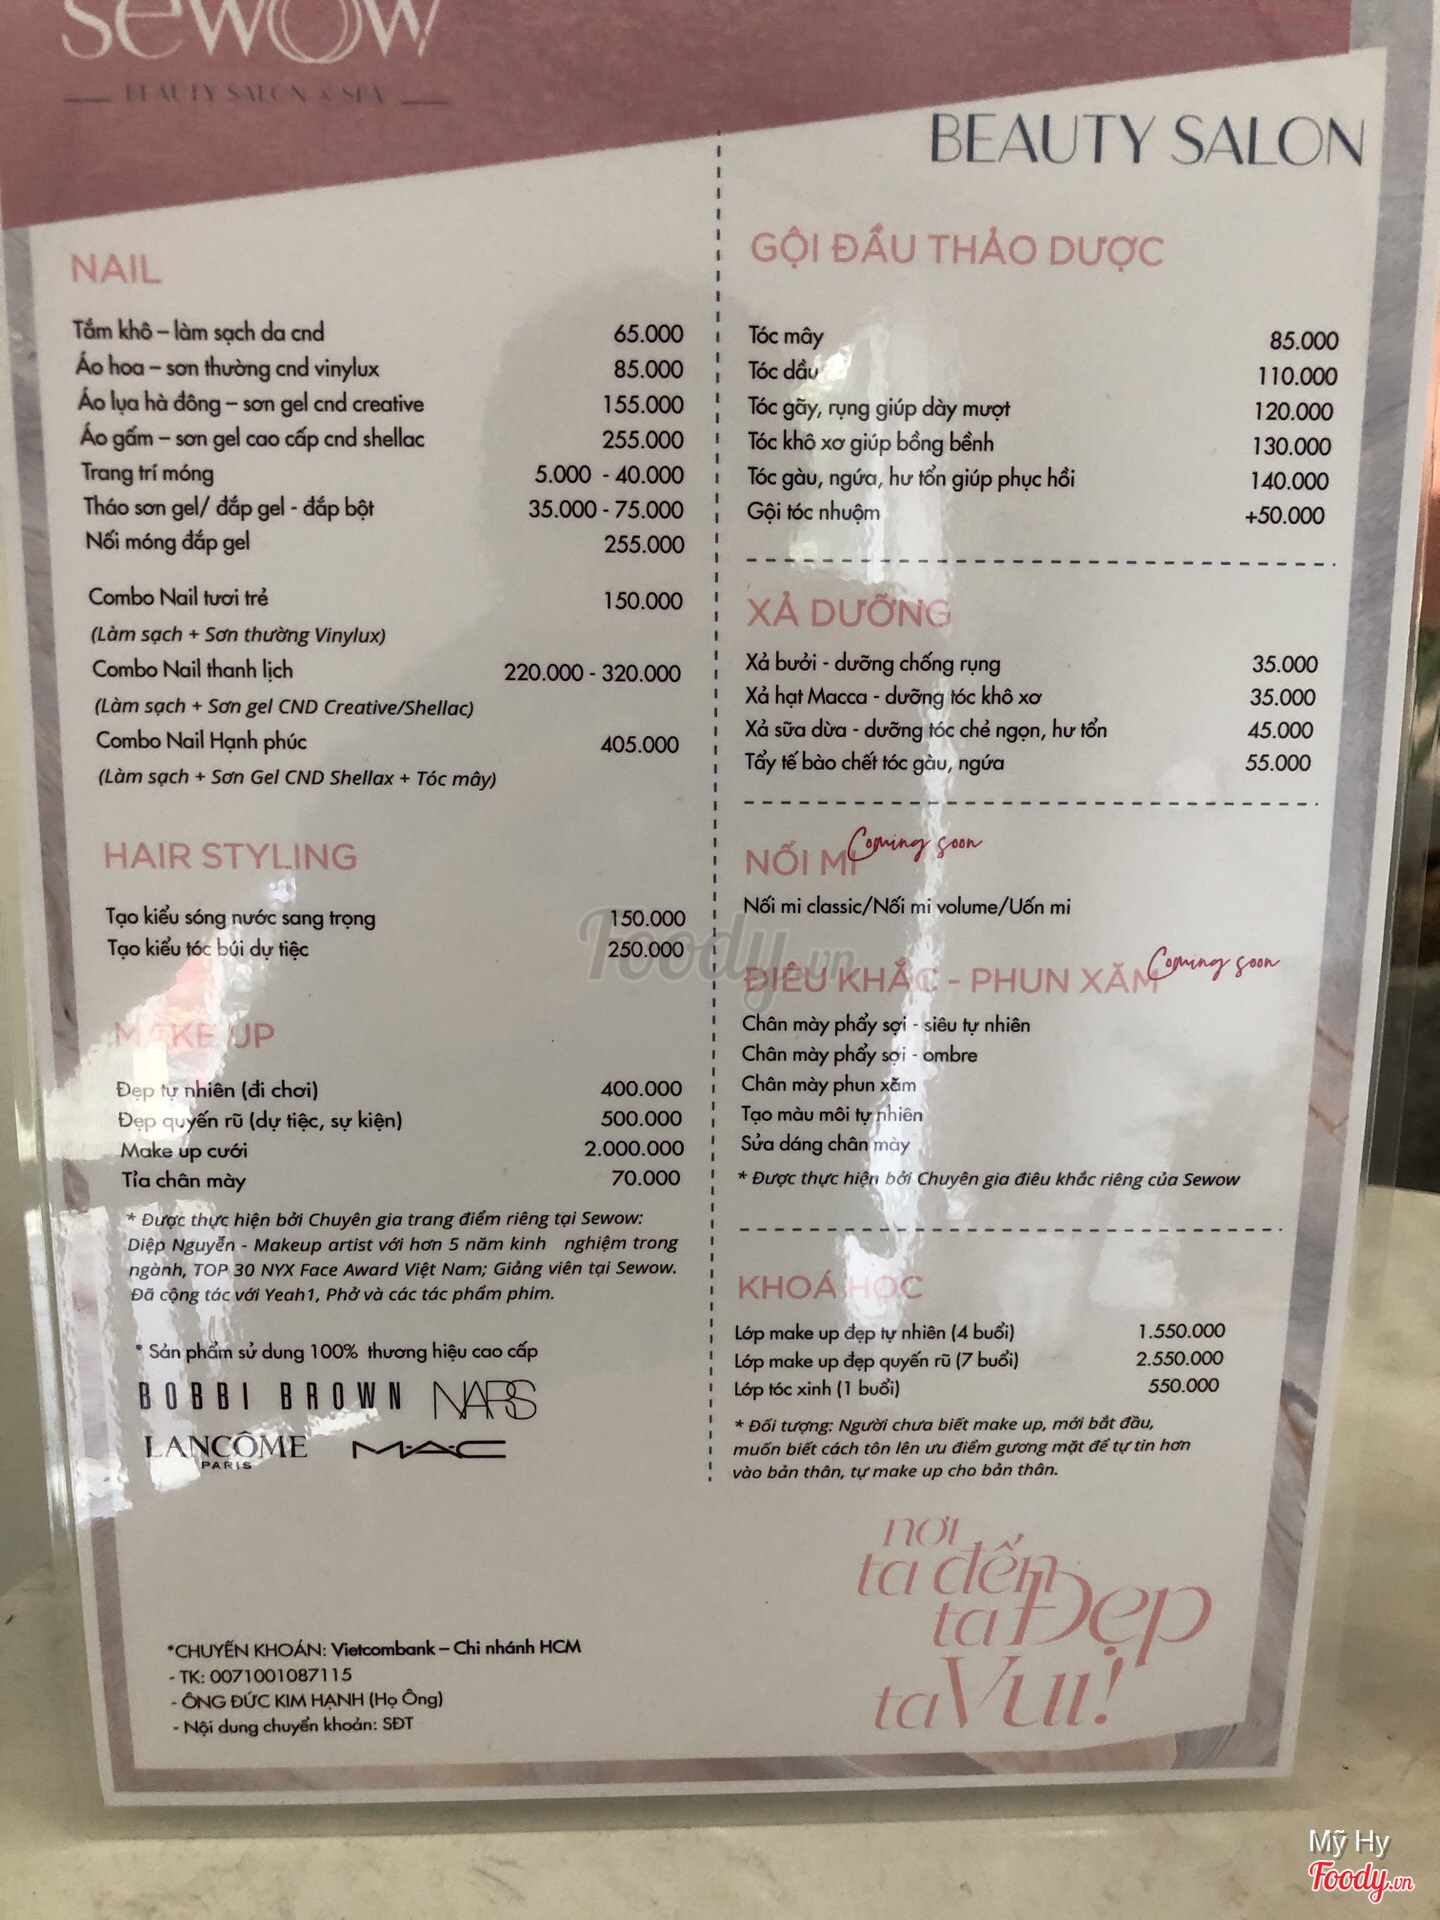 sewow
BEAUTY SALON & SPA
BEAUTY SALON
NAIL
Tắm khô – làm sạch da cnd 65.000
Áo hoa – sơn thường cnd vinylux 85.000
Áo lụa hà đông – sơn gel cnd creative 155.000
Áo gấm – sơn gel cao cấp cnd shellac 255.000
Trang trí móng 5.000 - 40.000
Tháo sơn gel/ đắp gel - đắp bột 35.000 - 75.000
Nối móng đắp gel 255.000
Combo Nail tươi trẻ 150.000
(Làm sạch + Sơn thường Vinylux)
Combo Nail thanh lịch 220.000 - 320.000
(Làm sạch + Sơn gel CND Creative/Shellac)
Combo Nail Hạnh phúc 405.000
(Làm sạch + Sơn Gel CND Shellax + Tóc mây)
HAIR STYLING
Tạo kiểu sóng nước sang trọng 150.000
Tạo kiểu tóc búi dự tiệc 250.000
MAKE UP
Đẹp tự nhiên (đi chơi) 400.000
Đẹp quyến rũ (dự tiệc, sự kiện) 500.000
Make up cưới 2.000.000
Tỉa chân mày 70.000
* Được thực hiện bởi Chuyên gia trang điểm riêng tại Sewow:
Diệp Nguyễn - Makeup artist với hơn 5 năm kinh nghiệm trong
ngành, TOP 30 NYX Face Award Việt Nam; Giảng viên tại Sewow.
Đã cộng tác với Yeah1, Phở và các tác phẩm phim.
* Sản phẩm sử dung 100% thương hiệu cao cấp
BOBBI BROWN NARS
LANCÔME M·A·C
PARIS
*CHUYỂN KHOẢN: Vietcombank – Chi nhánh HCM
- TK: 0071001087115
- ÔNG ĐỨC KIM HẠNH (Họ Ông)
- Nội dung chuyển khoản: SĐT
GỘI ĐẦU THẢO DƯỢC
Tóc mây 85.000
Tóc dầu 110.000
Tóc gãy, rụng giúp dày mượt 120.000
Tóc khô xơ giúp bồng bềnh 130.000
Tóc gàu, ngứa, hư tổn giúp phục hồi 140.000
Gội tóc nhuộm +50.000
XẢ DƯỠNG
Xả bưởi - dưỡng chống rụng 35.000
Xả hạt Macca - dưỡng tóc khô xơ 35.000
Xả sữa dừa - dưỡng tóc chẻ ngọn, hư tổn 45.000
Tẩy tế bào chết tóc gàu, ngứa 55.000
NỐI MI Coming soon
Nối mi classic/Nối mi volume/Uốn mi
ĐIÊU KHẮC - PHUN XĂM Coming soon
Chân mày phẩy sợi - siêu tự nhiên
Chân mày phẩy sợi - ombre
Chân mày phun xăm
Tạo màu môi tự nhiên
Sửa dáng chân mày
* Được thực hiện bởi Chuyên gia điêu khắc riêng của Sewow
KHOÁ HỌC
Lớp make up đẹp tự nhiên (4 buổi) 1.550.000
Lớp make up đẹp quyến rũ (7 buổi) 2.550.000
Lớp tóc xinh (1 buổi) 550.000
* Đối tượng: Người chưa biết make up, mới bắt đầu,
muốn biết cách tôn lên ưu điểm gương mặt để tự tin hơn
vào bản thân, tự make up cho bản thân.
nơi
ta đến
ta Đẹp
ta Vui!
Foody.vn
Mỹ Hy
Foody.vn